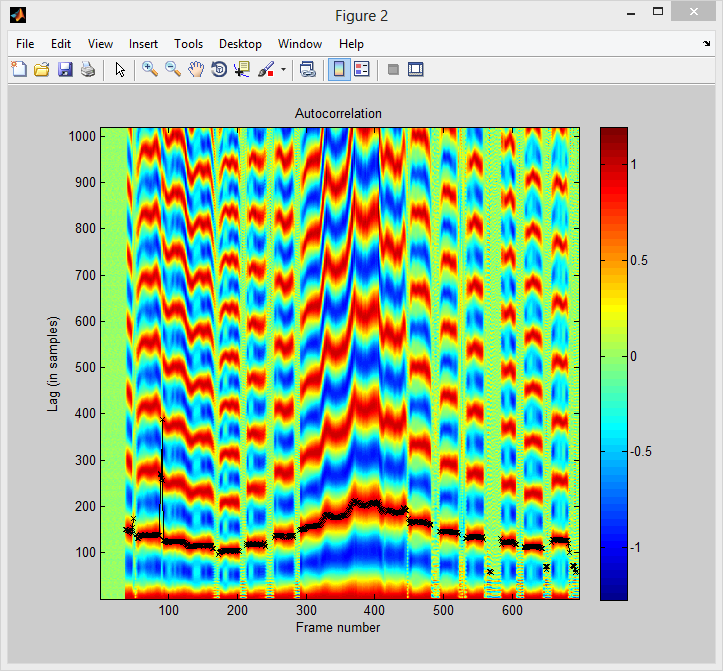 Figure 2
File Edit View Insert Tools Desktop Window Help
Autocorrelation
1000
900
800
700
600
500
400
300
200
100
Lag (in samples)
100 200 300 400 500 600
Frame number
1
0.5
0
-0.5
-1